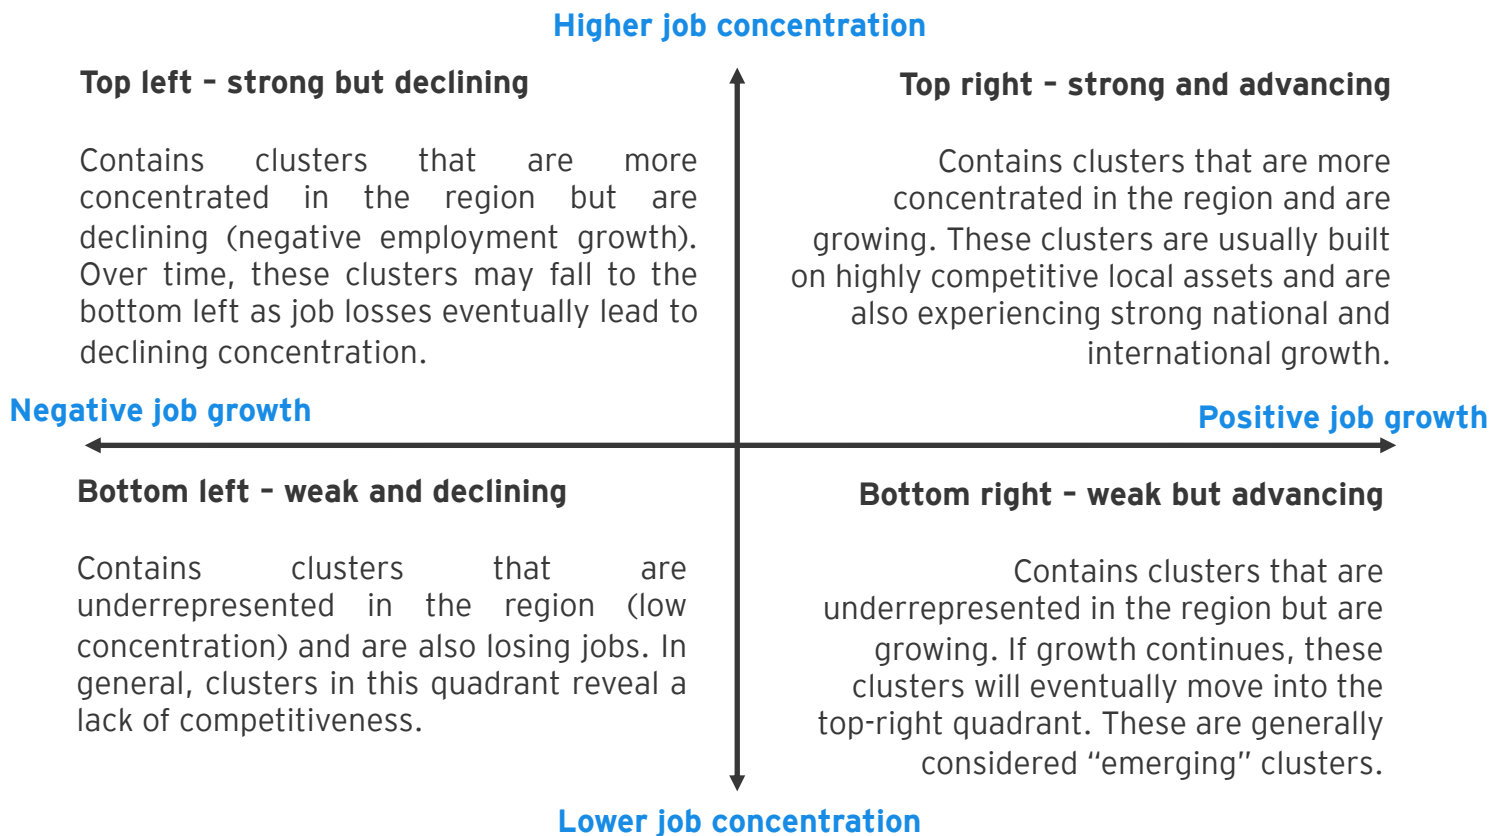 Higher job concentration
Top left – strong but declining
Contains clusters that are more
concentrated in the region but are
declining (negative employment growth).
Over time, these clusters may fall to the
bottom left as job losses eventually lead to
declining concentration.
Top right – strong and advancing
Contains clusters that are more
concentrated in the region and are
growing. These clusters are usually built
on highly competitive local assets and are
also experiencing strong national and
international growth.
Negative job growth
Positive job growth
Bottom left – weak and declining
Contains clusters that are
underrepresented in the region (low
concentration) and are also losing jobs. In
general, clusters in this quadrant reveal a
lack of competitiveness.
Bottom right – weak but advancing
Contains clusters that are
underrepresented in the region but are
growing. If growth continues, these
clusters will eventually move into the
top-right quadrant. These are generally
considered “emerging” clusters.
Lower job concentration